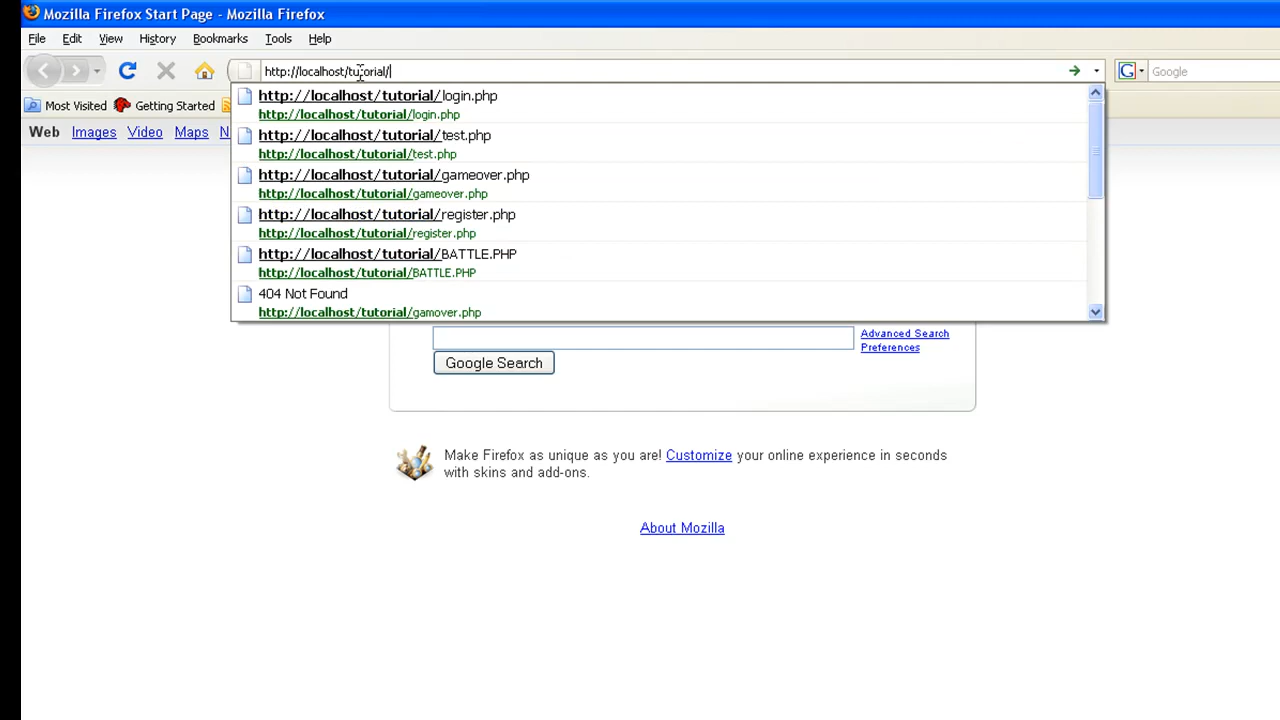 Mozilla Firefox Start Page - Mozilla Firefox
File Edit View History Bookmarks Tools Help
http://localhost/tutorial/ G Google
Most Visited Getting Started
http://localhost/tutorial/login.php
http://localhost/tutorial/login.php
http://localhost/tutorial/test.php
http://localhost/tutorial/test.php
http://localhost/tutorial/gameover.php
http://localhost/tutorial/gameover.php
http://localhost/tutorial/register.php
http://localhost/tutorial/register.php
http://localhost/tutorial/BATTLE.PHP
http://localhost/tutorial/BATTLE.PHP
404 Not Found
http://localhost/tutorial/gamover.php
Web Images Video Maps N
Advanced Search
Preferences
Google Search
Make Firefox as unique as you are! Customize your online experience in seconds
with skins and add-ons.
About Mozilla